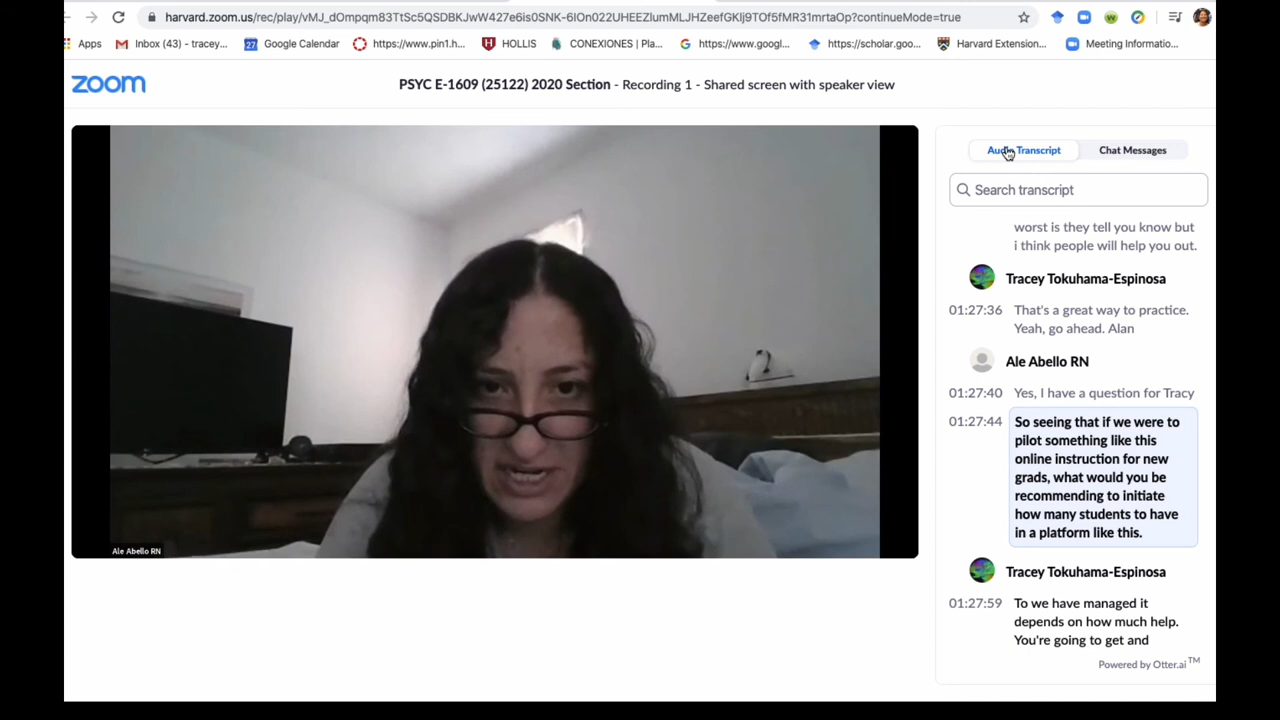 harvard.zoom.us/rec/play/vMJ_dOmpqm83TtSc5QSDBKJwW427e6is0SNK-6IOn022UHEEZlumMLJHZeefGKlj9TOf5fMR31mrtaOp?continueMode=true
Apps Inbox (43) - tracey... 27 Google Calendar https://www.pin1.h... HOLLIS CONEXIONES | Pla... https://www.googl... https://scholar.goo... Harvard Extension... Meeting Informatio...
zoom
PSYC E-1609 (25122) 2020 Section - Recording 1 - Shared screen with speaker view
Audio Transcript Chat Messages
Search transcript
worst is they tell you know but
i think people will help you out.
Tracey Tokuhama-Espinosa
01:27:36 That's a great way to practice.
Yeah, go ahead. Alan
Ale Abello RN
01:27:40 Yes, I have a question for Tracy
01:27:44 So seeing that if we were to
pilot something like this
online instruction for new
grads, what would you be
recommending to initiate
how many students to have
in a platform like this.
Tracey Tokuhama-Espinosa
01:27:59 To we have managed it
depends on how much help.
You're going to get and
Powered by Otter.ai™
Ale Abello RN